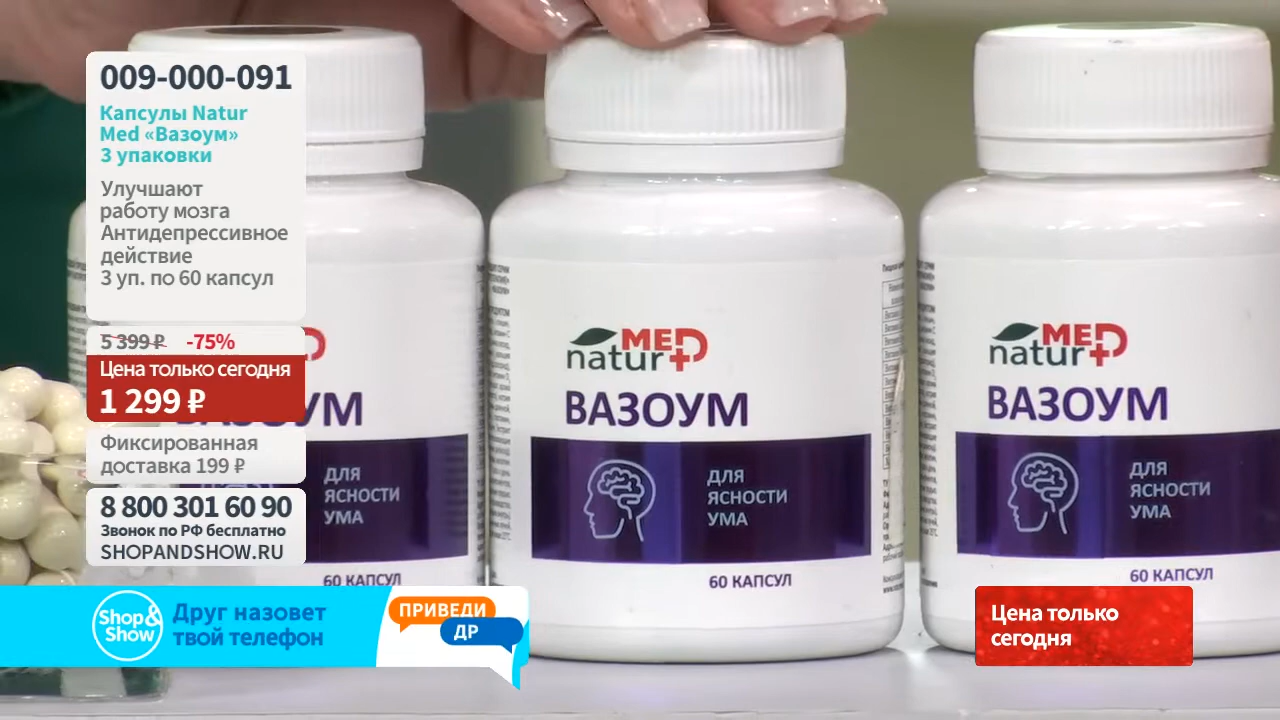 009-000-091
Капсулы Natur
Med «Вазоум»
3 упаковки
Улучшают
работу мозга
Антидепрессивное
действие
3 уп. по 60 капсул
5 399 ₽ -75%
Цена только сегодня
1 299 ₽
Фиксированная
доставка 199 ₽
8 800 301 60 90
Звонок по РФ бесплатно
SHOPANDSHOW.RU
ДЛЯ
ЯСНОСТИ
УМА
60 КАПСУЛ
MED
natur
ВАЗОУМ
ДЛЯ
ЯСНОСТИ
УМА
60 КАПСУЛ
MED
natur
ВАЗОУМ
ДЛЯ
ЯСНОСТИ
УМА
60 КАПСУЛ
Shop&
Show
Друг назовет
твой телефон
ПРИВЕДИ
ДР
Цена только
сегодня